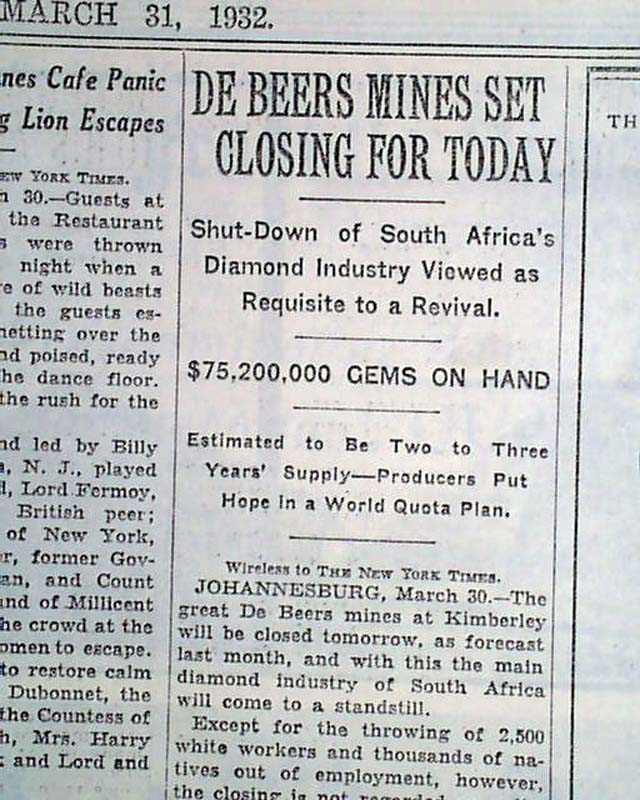 MARCH 31, 1932.
nes Cafe Panic
g Lion Escapes
EW YORK TIMES.
h 30.—Guests at
the Restaurant
s were thrown
night when a
re of wild beasts
the guests es-
netting over the
nd poised, ready
he dance floor.
the rush for the
nd led by Billy
a, N. J., played
l, Lord Fermoy,
British peer;
of New York,
er, former Gov-
an, and Count
and of Millicent
he crowd at the
omen to escape.
to restore calm
Dubonnet, the
the Countess of
h, Mrs. Harry
and Lord and
DE BEERS MINES SET
CLOSING FOR TODAY
Shut-Down of South Africa's
Diamond Industry Viewed as
Requisite to a Revival.
$75,200,000 GEMS ON HAND
Estimated to Be Two to Three
Years' Supply—Producers Put
Hope in a World Quota Plan.
Wireless to THE NEW YORK TIMES.
JOHANNESBURG, March 30.—The
great De Beers mines at Kimberley
will be closed tomorrow, as forecast
last month, and with this the main
diamond industry of South Africa
will come to a standstill.
Except for the throwing of 2,500
white workers and thousands of na-
tives out of employment, however,
the closing is not regarded
TH